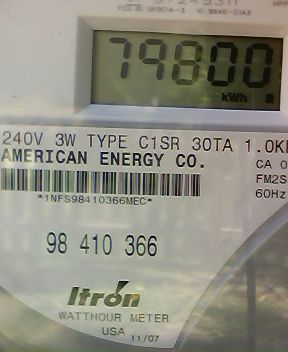 79800
kWh
240V 3W TYPE C1SR 30TA 1.0K
AMERICAN ENERGY CO.
CA 0
FM2S
60Hz
*1NFS98410366MEC*
98 410 366
Itron
WATTHOUR METER
USA 11/07